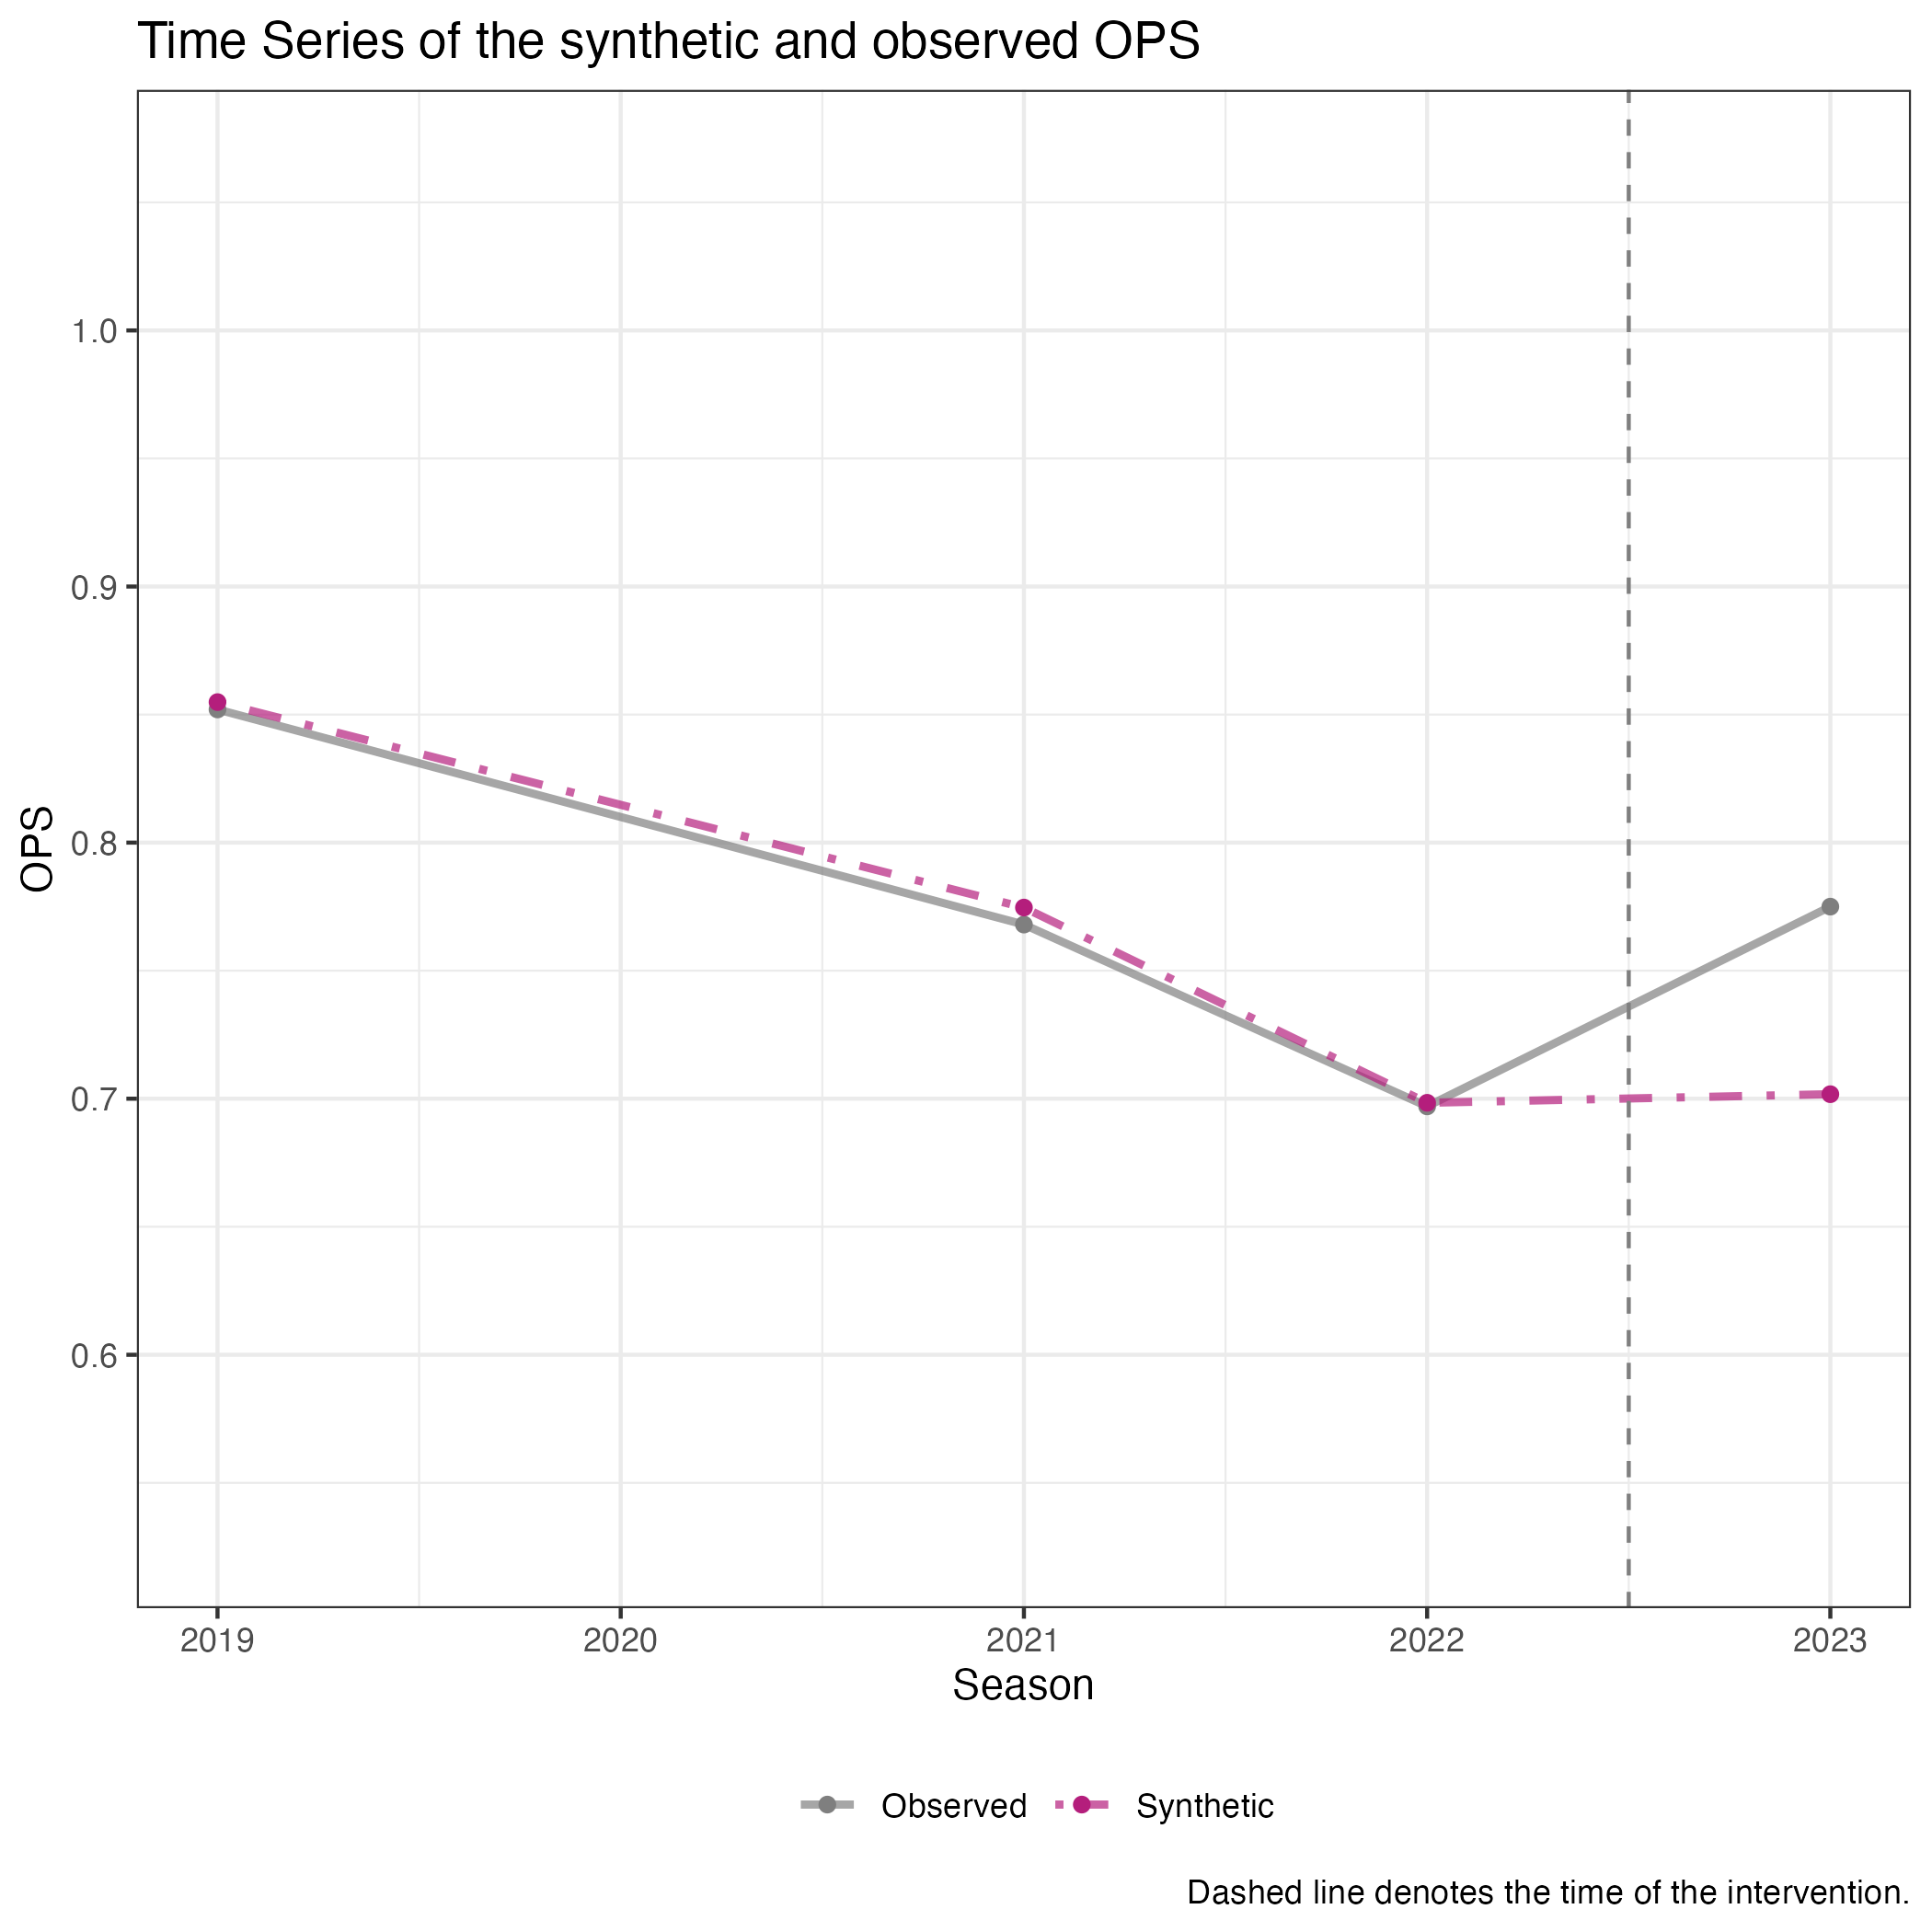 Time Series of the synthetic and observed OPS
OPS
1.0
0.9
0.8
0.7
0.6
2019 2020 2021 2022 2023
Season
Observed Synthetic
Dashed line denotes the time of the intervention.